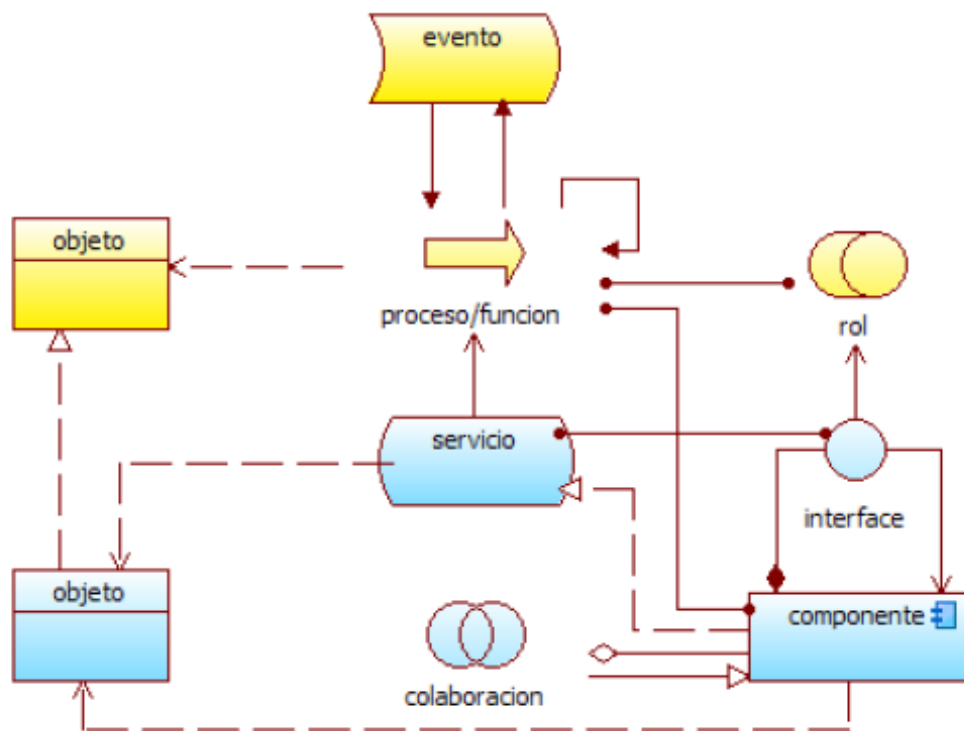 evento
objeto
proceso/funcion
rol
servicio
interface
objeto
componente
colaboracion